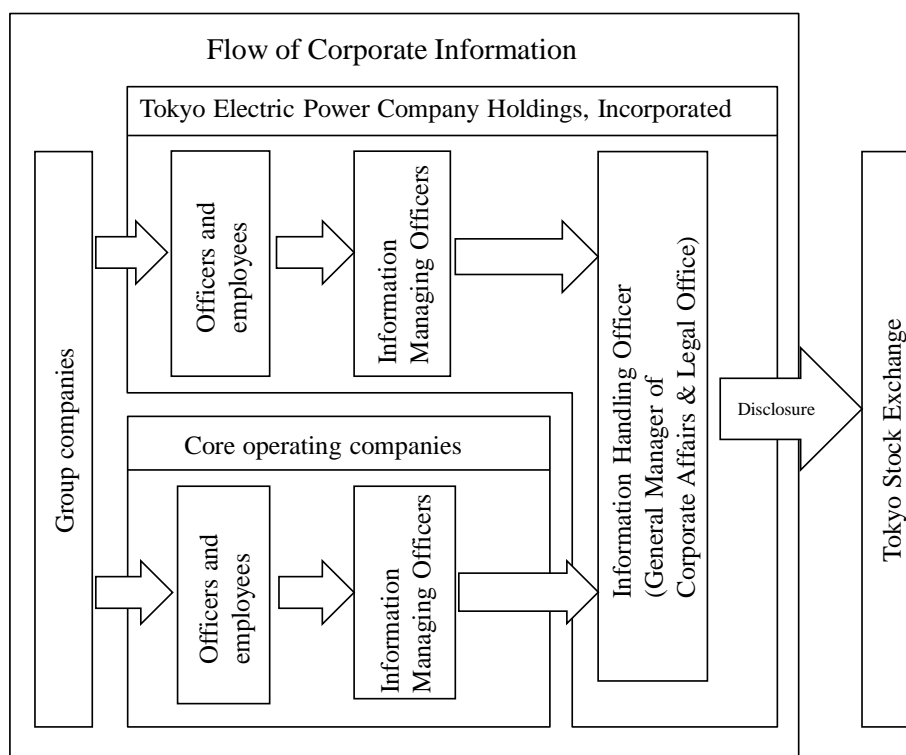 Flow of Corporate Information
Tokyo Electric Power Company Holdings, Incorporated
Group companies
Officers and
employees
Information
Managing Officers
Information Handling Officer
(General Manager of
Corporate Affairs & Legal Office)
Disclosure
Tokyo Stock Exchange
Core operating companies
Officers and
employees
Information
Managing Officers